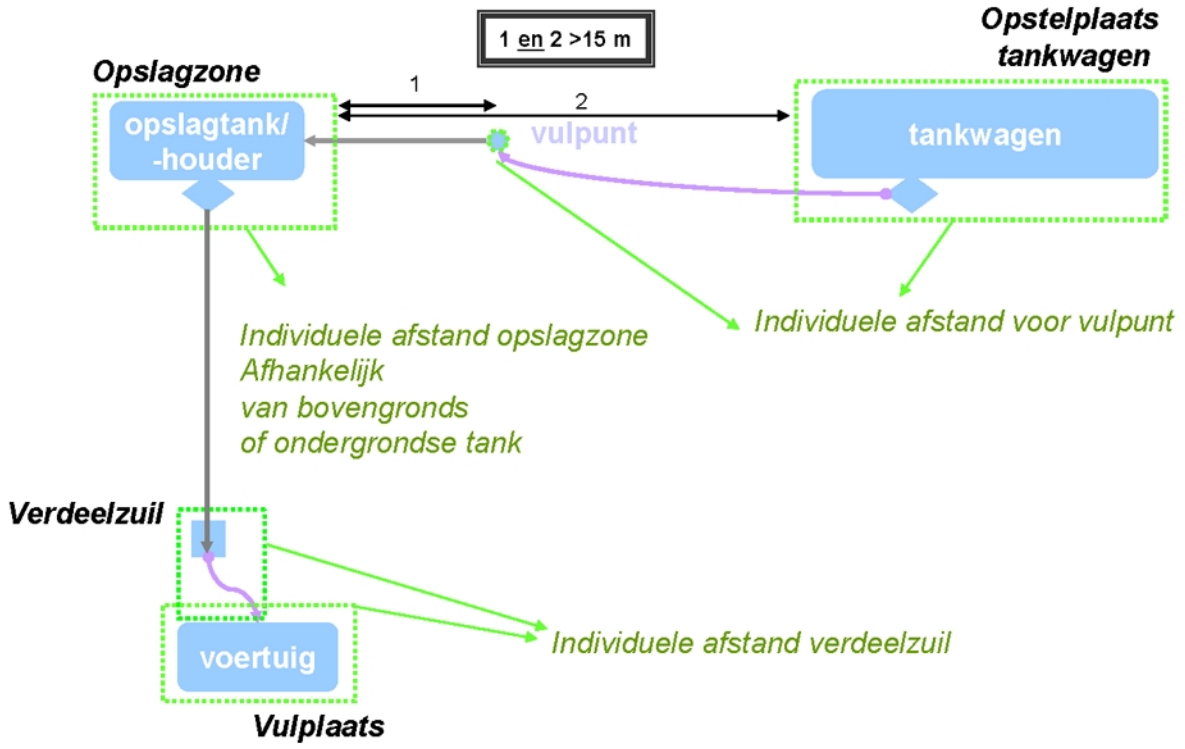 1 en 2 >15 m
Opstelplaats
tankwagen
Opslagzone
1
2
opslagtank/
-houder
vulpunt
tankwagen
Individuele afstand voor vulpunt
Individuele afstand opslagzone
Afhankelijk
van bovengronds
of ondergrondse tank
Verdeelzuil
Individuele afstand verdeelzuil
voertuig
Vulplaats